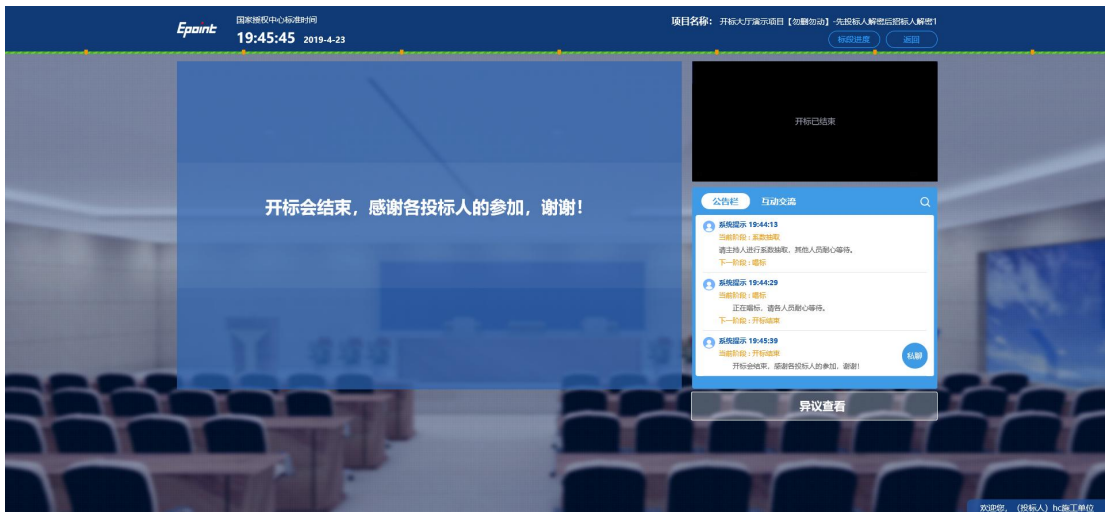 Epoint
国家授权中心标准时间
19:45:45 2019-4-23
项目名称： 开标大厅演示项目【勿删勿动】-先投标人解密后招标人解密1
标段进度
返回
开标会结束，感谢各投标人的参加，谢谢！
开标已结束
公告栏 互动交流
系统提示 19:44:13
当前阶段：系数抽取
请主持人进行系数抽取，其他人员耐心等待。
下一阶段：唱标
系统提示 19:44:29
当前阶段：唱标
正在唱标，请各人员耐心等待。
下一阶段：开标结束
系统提示 19:45:39
当前阶段：开标结束
开标会结束，感谢各投标人的参加，谢谢！
私聊
异议查看
欢迎您，（投标人）hc施工单位